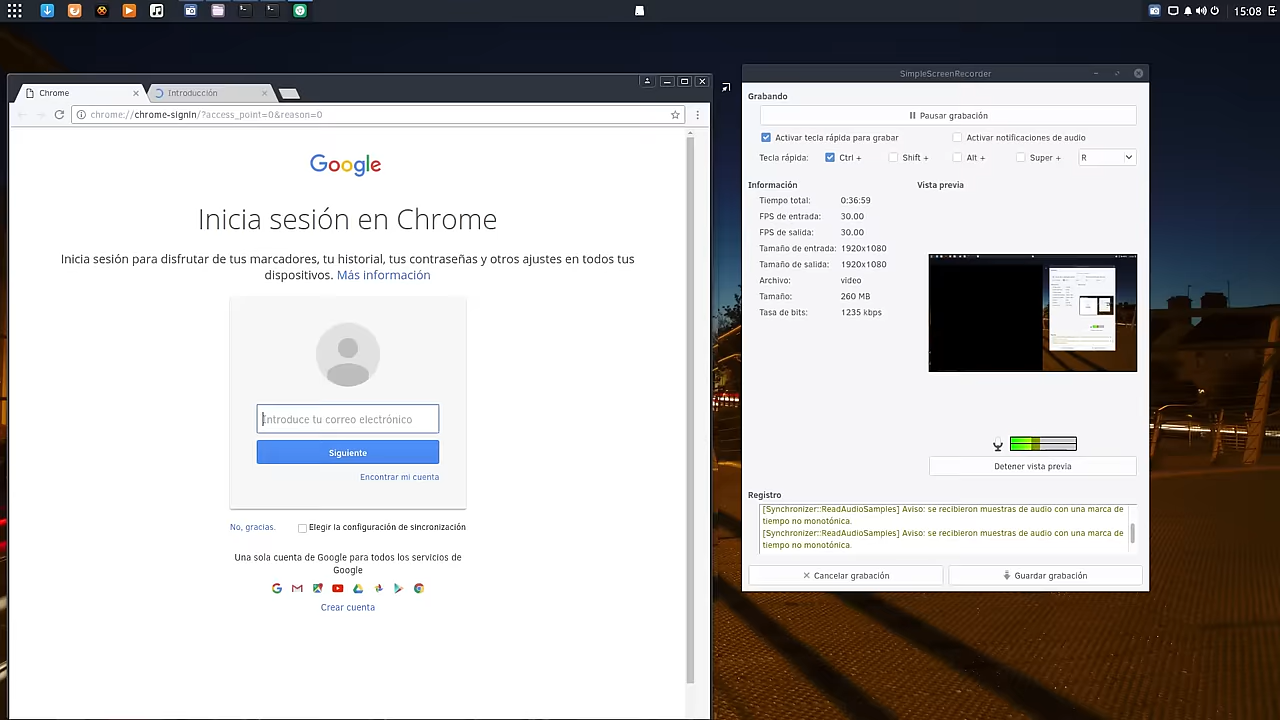 15:08
Chrome
Introducción
chrome://chrome-signin/?access_point=0&reason=0
Google
Inicia sesión en Chrome
Inicia sesión para disfrutar de tus marcadores, tu historial, tus contraseñas y otros ajustes en todos tus
dispositivos. Más información
Introduce tu correo electrónico
Siguiente
Encontrar mi cuenta
No, gracias.
Elegir la configuración de sincronización
Una sola cuenta de Google para todos los servicios de
Google
Crear cuenta
SimpleScreenRecorder
Grabando
Pausar grabación
Activar tecla rápida para grabar
Activar notificaciones de audio
Tecla rápida: Ctrl + Shift + Alt + Super + R
Información
Vista previa
Tiempo total: 0:36:59
FPS de entrada: 30.00
FPS de salida: 30.00
Tamaño de entrada: 1920x1080
Tamaño de salida: 1920x1080
Archivo: video
Tamaño: 260 MB
Tasa de bits: 1235 kbps
Detener vista previa
Registro
[Synchronizer::ReadAudioSamples] Aviso: se recibieron muestras de audio con una marca de
tiempo no monotónica.
[Synchronizer::ReadAudioSamples] Aviso: se recibieron muestras de audio con una marca de
tiempo no monotónica.
Cancelar grabación
Guardar grabación